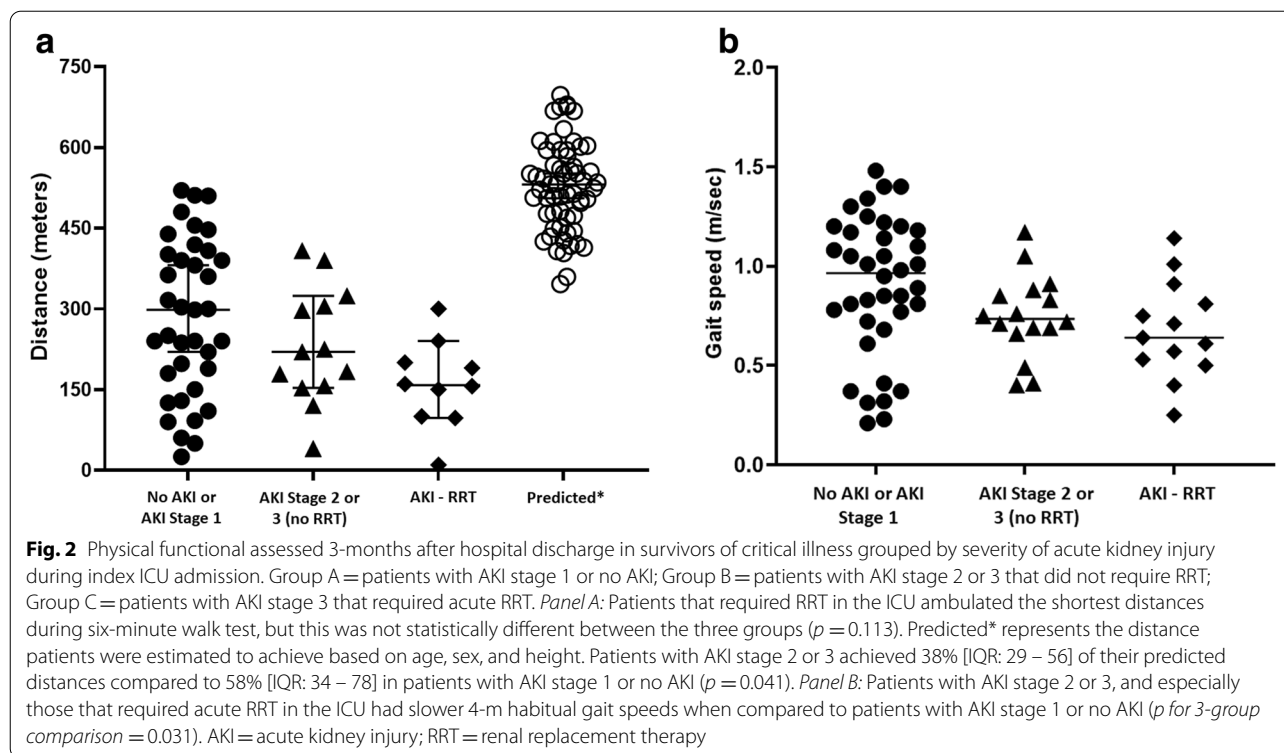 a
b
750
600
450
300
150
0
Distance (meters)
No AKI or
AKI Stage 1
AKI Stage 2 or
3 (no RRT)
AKI - RRT
Predicted*
2.0
1.5
1.0
0.5
0.0
Gait speed (m/sec)
No AKI or AKI
Stage 1
AKI Stage 2 or
3 (no RRT)
AKI - RRT
Fig. 2 Physical functional assessed 3-months after hospital discharge in survivors of critical illness grouped by severity of acute kidney injury
during index ICU admission. Group A = patients with AKI stage 1 or no AKI; Group B = patients with AKI stage 2 or 3 that did not require RRT;
Group C = patients with AKI stage 3 that required acute RRT. Panel A: Patients that required RRT in the ICU ambulated the shortest distances
during six-minute walk test, but this was not statistically different between the three groups (p = 0.113). Predicted* represents the distance
patients were estimated to achieve based on age, sex, and height. Patients with AKI stage 2 or 3 achieved 38% [IQR: 29 – 56] of their predicted
distances compared to 58% [IQR: 34 – 78] in patients with AKI stage 1 or no AKI (p = 0.041). Panel B: Patients with AKI stage 2 or 3, and especially
those that required acute RRT in the ICU had slower 4-m habitual gait speeds when compared to patients with AKI stage 1 or no AKI (p for 3-group
comparison = 0.031). AKI = acute kidney injury; RRT = renal replacement therapy